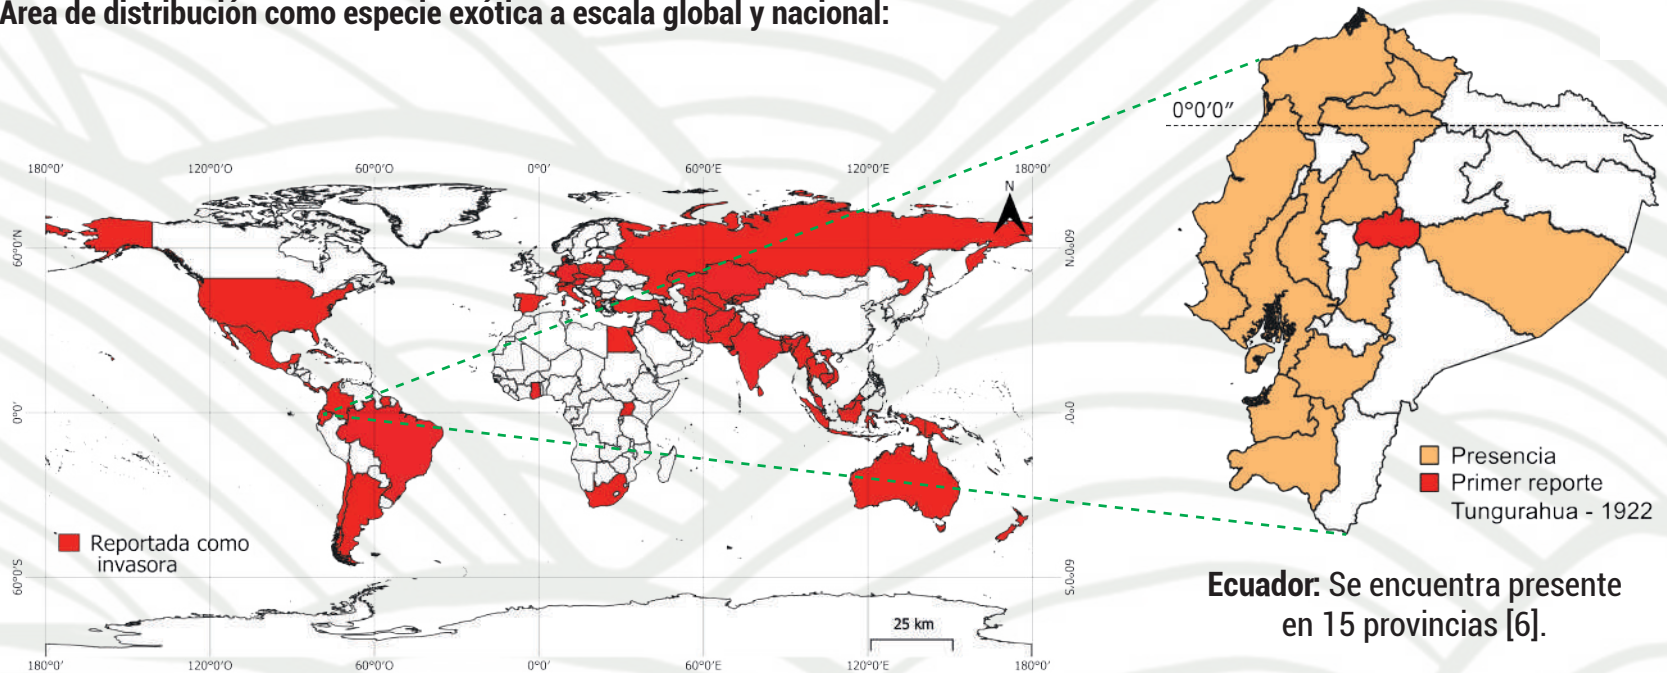 Area de distribución como especie exótica a escala global y nacional:
0°0'0"
180°0' 120°0'O 60°0'O 0°0' 60°0'E 120°0'E 180°0'
N
60°0'N 60°0'N
0°0' 0°0'
60°0'S 60°0'S
Reportada como
invasora
25 km
180°0' 120°0'O 60°0'O 0°0' 60°0'E 120°0'E 180°0'
Presencia
Primer reporte
Tungurahua - 1922
Ecuador: Se encuentra presente
en 15 provincias [6].